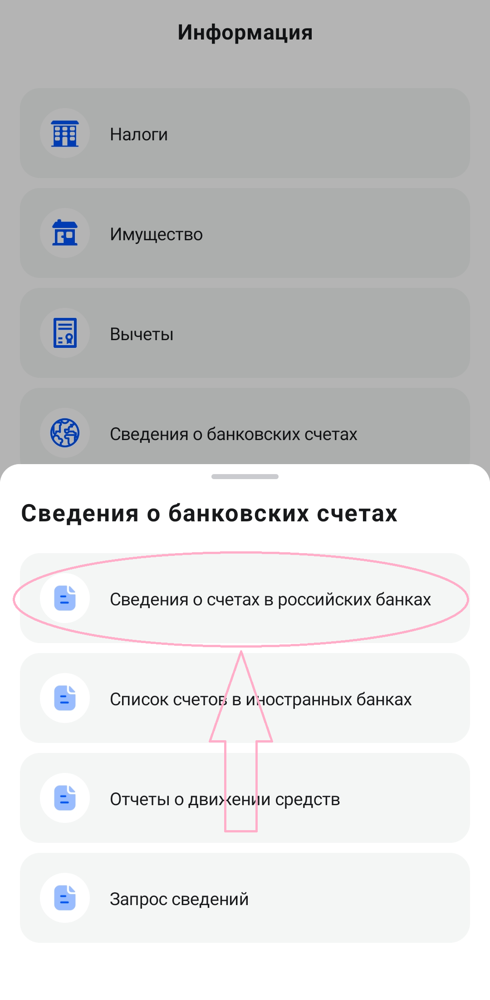 Информация
Налоги
Имущество
Вычеты
Сведения о банковских счетах
Сведения о банковских счетах
Сведения о счетах в российских банках
Список счетов в иностранных банках
Отчеты о движении средств
Запрос сведений